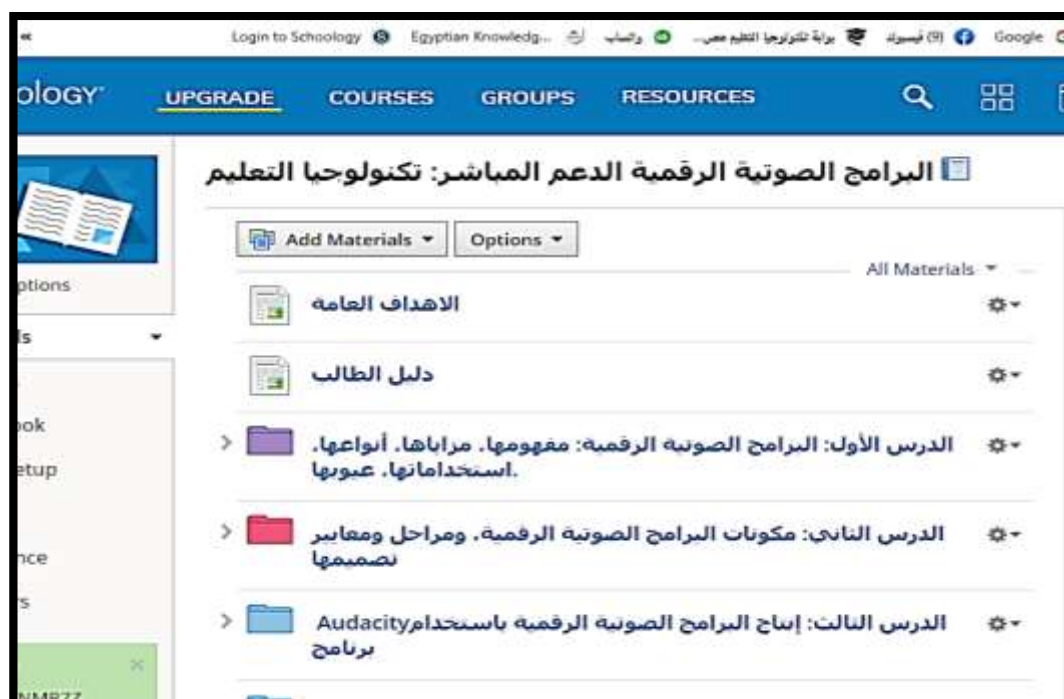 Login to Schoology Egyptian Knowledg... واتساب بوابة تكنولوجيا التعليم مصر... (9) فيسبوك Google
ology UPGRADE COURSES GROUPS RESOURCES
البرامج الصوتية الرقمية الدعم المباشر: تكنولوجيا التعليم
Add Materials Options
All Materials
ptions
الاهداف العامة
ls
دليل الطالب
ook
الدرس الأول: البرامج الصوتية الرقمية: مفهومها، مزاياها، أنواعها،
.استخداماتها، عيوبها
etup
الدرس الثاني: مكونات البرامج الصوتية الرقمية، ومراحل ومعايير
تصميمها
nce
rs
الدرس الثالث: إنتاج البرامج الصوتية الرقمية باستخدامAudacity
برنامج